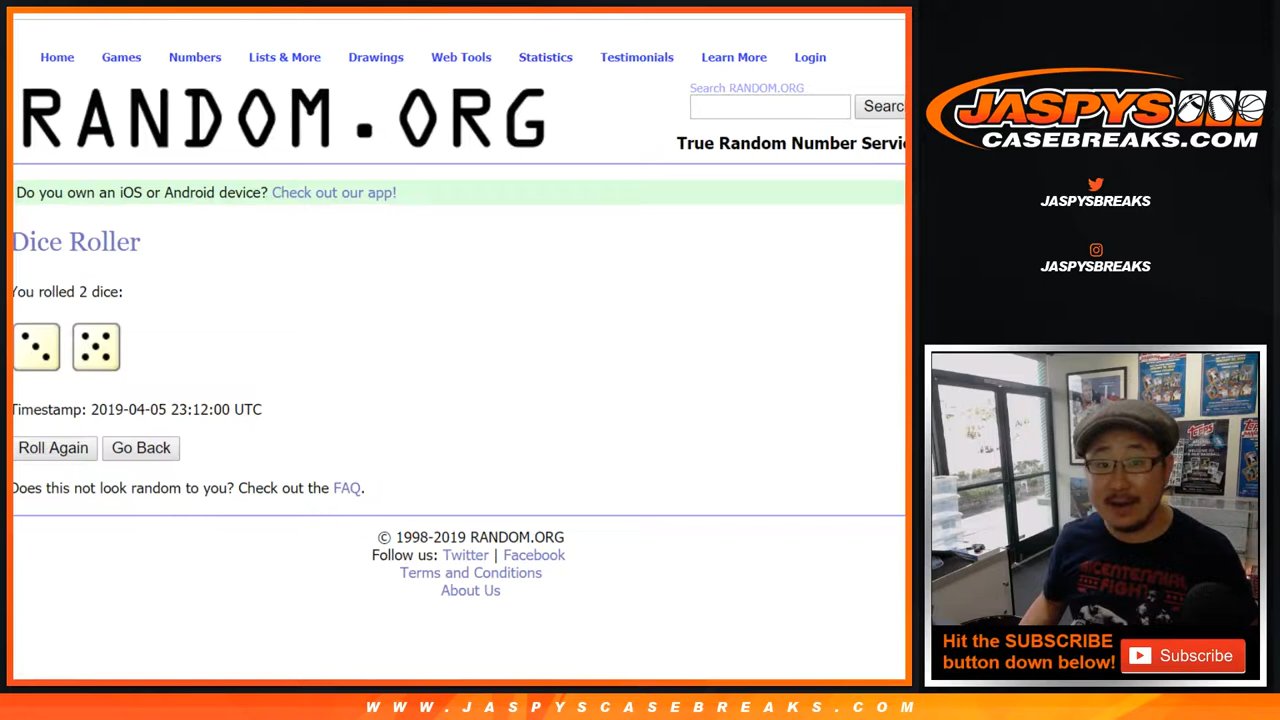 Home Games Numbers Lists & More Drawings Web Tools Statistics Testimonials Learn More Login
Search RANDOM.ORG
RANDOM.ORG
Searc
True Random Number Servi
Do you own an iOS or Android device? Check out our app!
Dice Roller
You rolled 2 dice:
Timestamp: 2019-04-05 23:12:00 UTC
Roll Again Go Back
Does this not look random to you? Check out the FAQ.
© 1998-2019 RANDOM.ORG
Follow us: Twitter | Facebook
Terms and Conditions
About Us
JASPYS
CASEBREAKS.COM
JASPYSBREAKS
JASPYSBREAKS
TOPPS
BICENTENNIAL
FIGHT
Hit the SUBSCRIBE
button down below!
Subscribe
WWW.JASPYSCASEBREAKS.COM